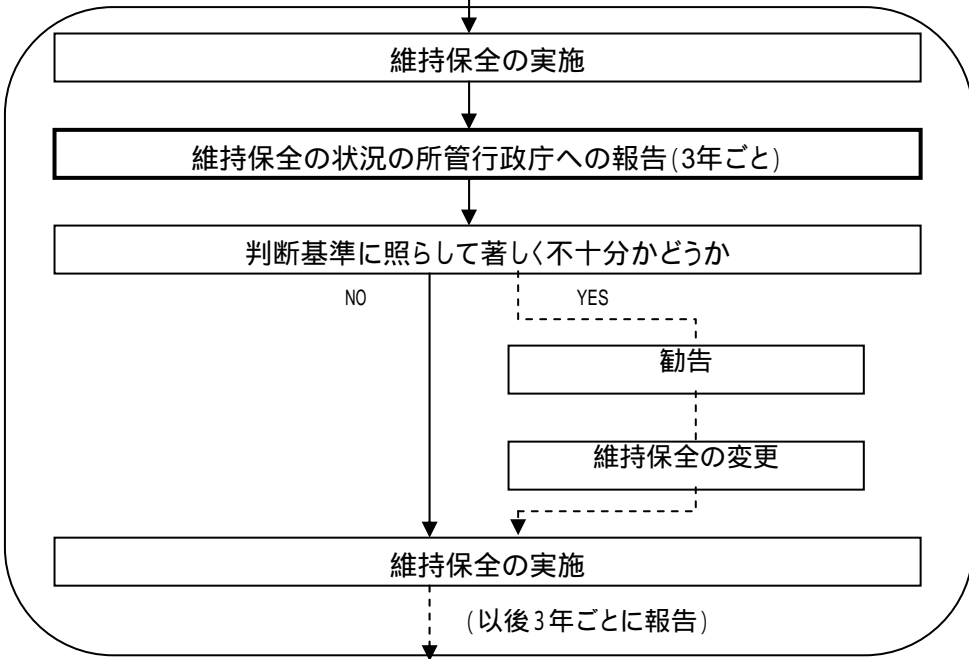 維持保全の実施
維持保全の状況の所管行政庁への報告(3年ごと)
判断基準に照らして著しく不十分かどうか
NO
YES
勧告
維持保全の変更
維持保全の実施
(以後3年ごとに報告)